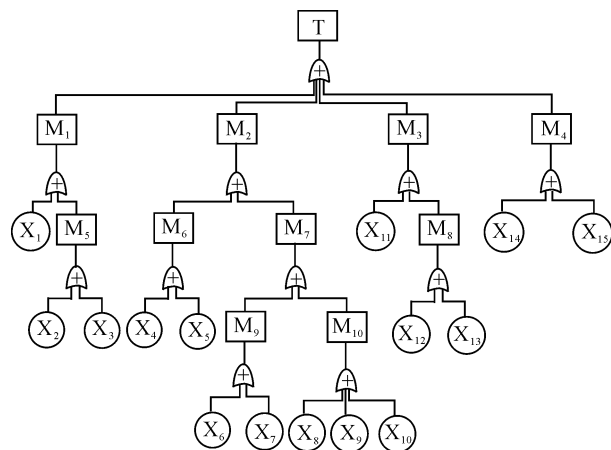 T
+
M₁ M₂ M₃ M₄
+ + + +
X₁ M₅ M₆ M₇ X₁₁ M₈ X₁₄ X₁₅
+ + + +
X₂ X₃ X₄ X₅ M₉ M₁₀ X₁₂ X₁₃
+ +
X₆ X₇ X₈ X₉ X₁₀